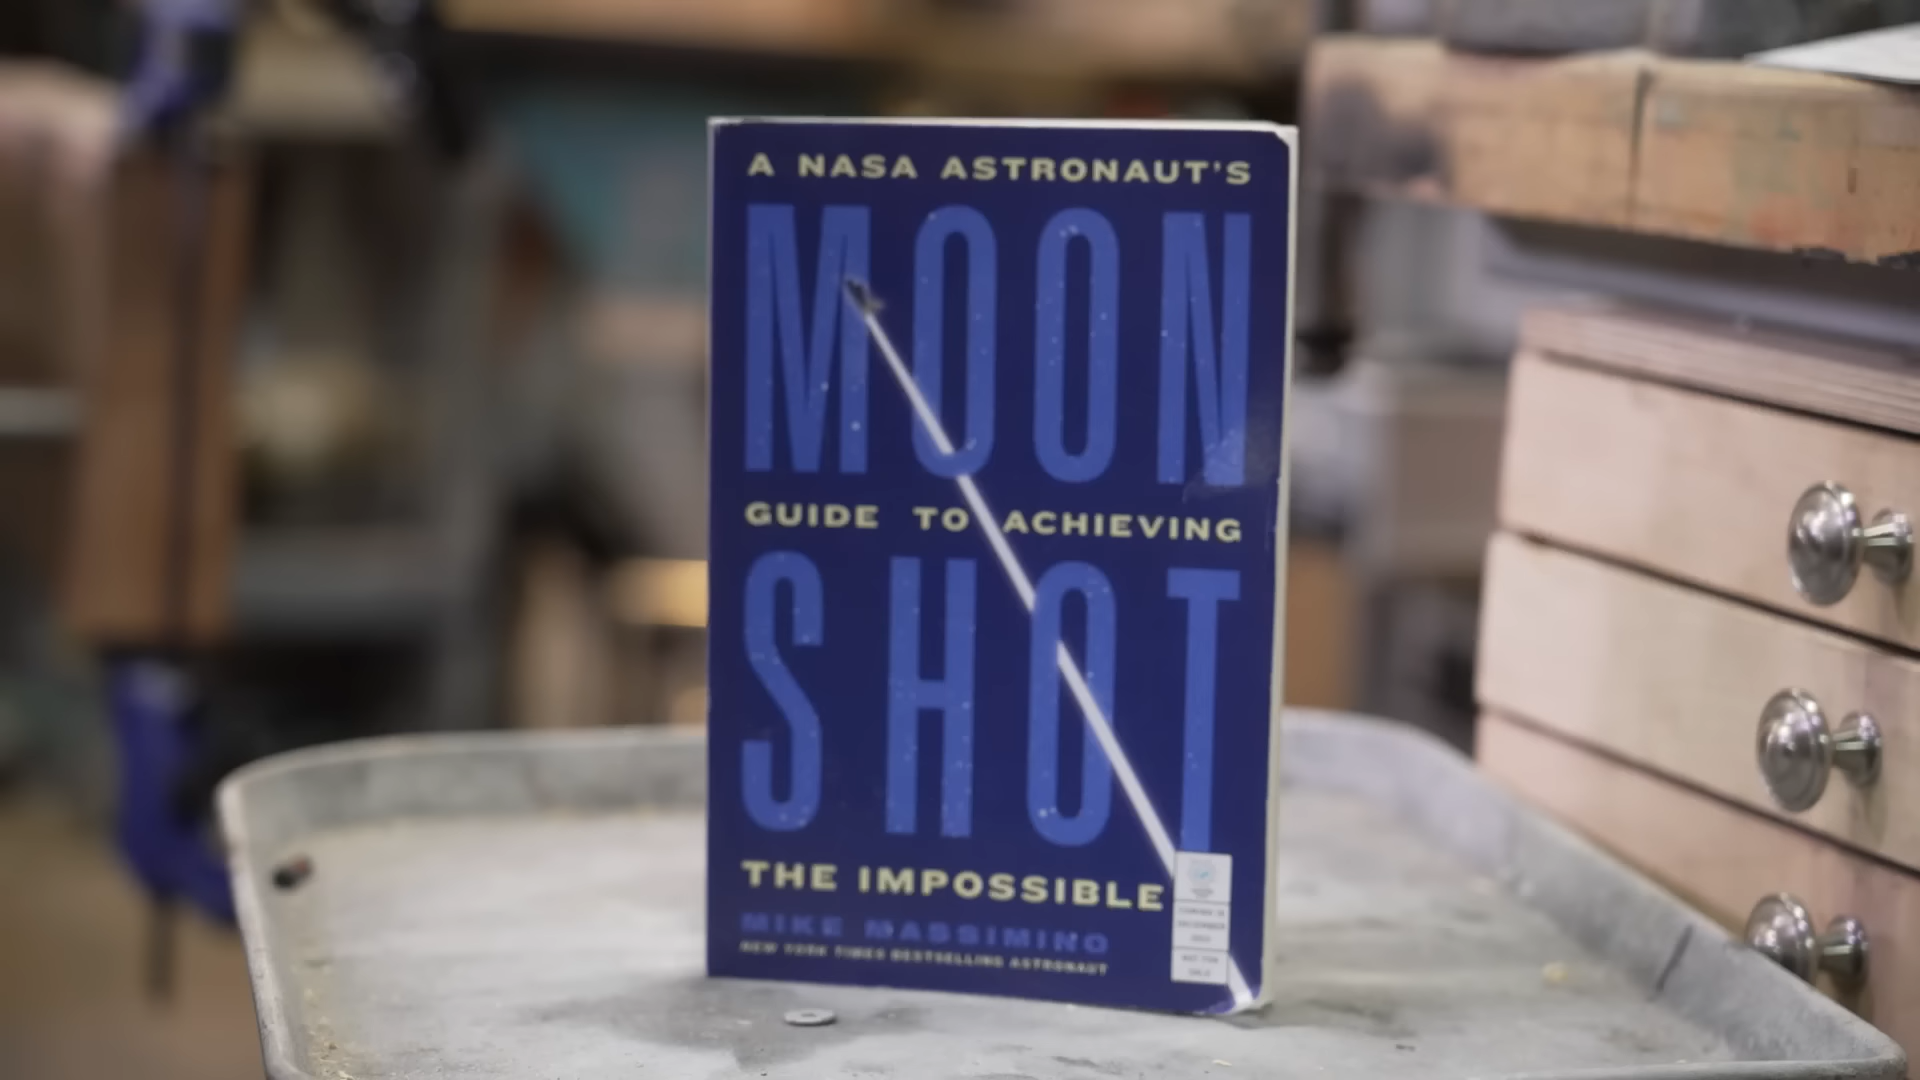 A NASA ASTRONAUT'S
MOON
GUIDE TO ACHIEVING
SHOT
THE IMPOSSIBLE
MIKE MASSIMINO
NEW YORK TIMES BESTSELLING ASTRONAUT